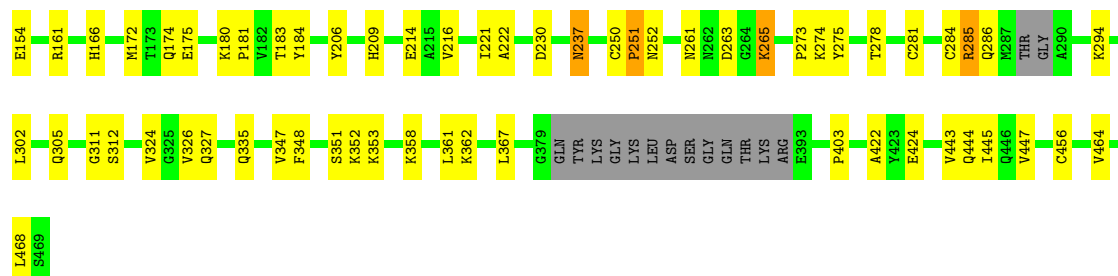 E154 R161 H166 M172 T173 Q174 E175 K180 P181 V182 T183 Y184 Y206 H209 E214 A215 V216 I221 A222 D230 N237 C250 P251 N252 N261 N262 D263 G264 K265 P273 K274 Y275 T278 C281 C284 R285 Q286 M287 THR GLY A290 K294
L302 Q305 G311 S312 V324 G325 V326 Q327 Q335 V347 F348 S351 K352 K353 K358 L361 K362 L367 G379 GLN TYR LYS GLY LYS LEU ASP SER GLY GLN THR LYS ARG E393 P403 A422 Y423 E424 V443 Q444 I445 Q446 V447 C456 V464
L468 S469